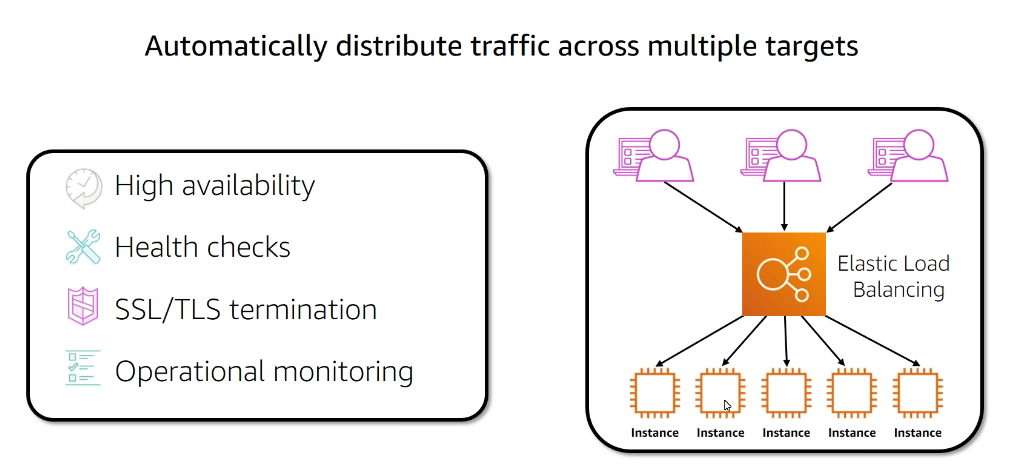 Automatically distribute traffic across multiple targets
High availability
Health checks
SSL/TLS termination
Operational monitoring
Elastic Load
Balancing
Instance
Instance
Instance
Instance
Instance